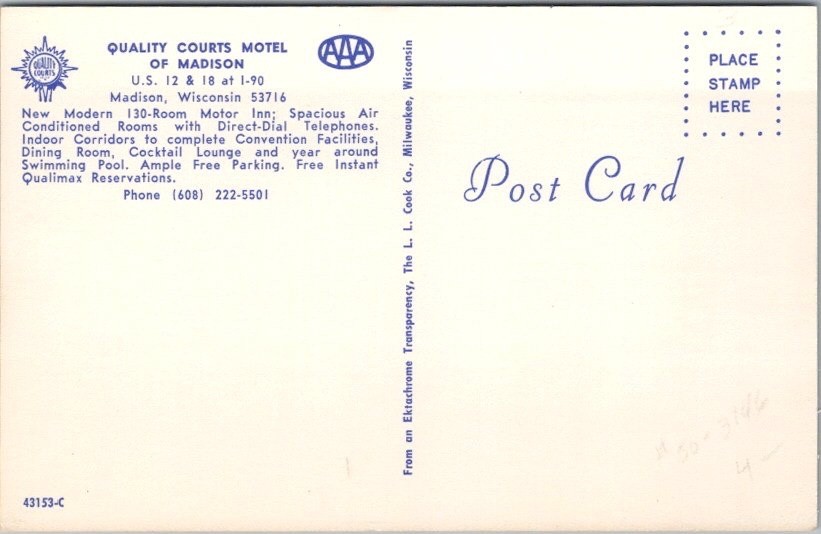 QUALITY COURTS MOTEL
OF MADISON
U.S. 12 & 18 at I-90
Madison, Wisconsin 53716
New Modern 130-Room Motor Inn; Spacious Air
Conditioned Rooms with Direct-Dial Telephones.
Indoor Corridors to complete Convention Facilities,
Dining Room, Cocktail Lounge and year around
Swimming Pool. Ample Free Parking. Free Instant
Qualimax Reservations.
Phone (608) 222-5501
QUALITY
COURTS
AAA
From an Ektachrome Transparency, The L. L. Cook Co., Milwaukee, Wisconsin
PLACE
STAMP
HERE
Post Card
43153-C